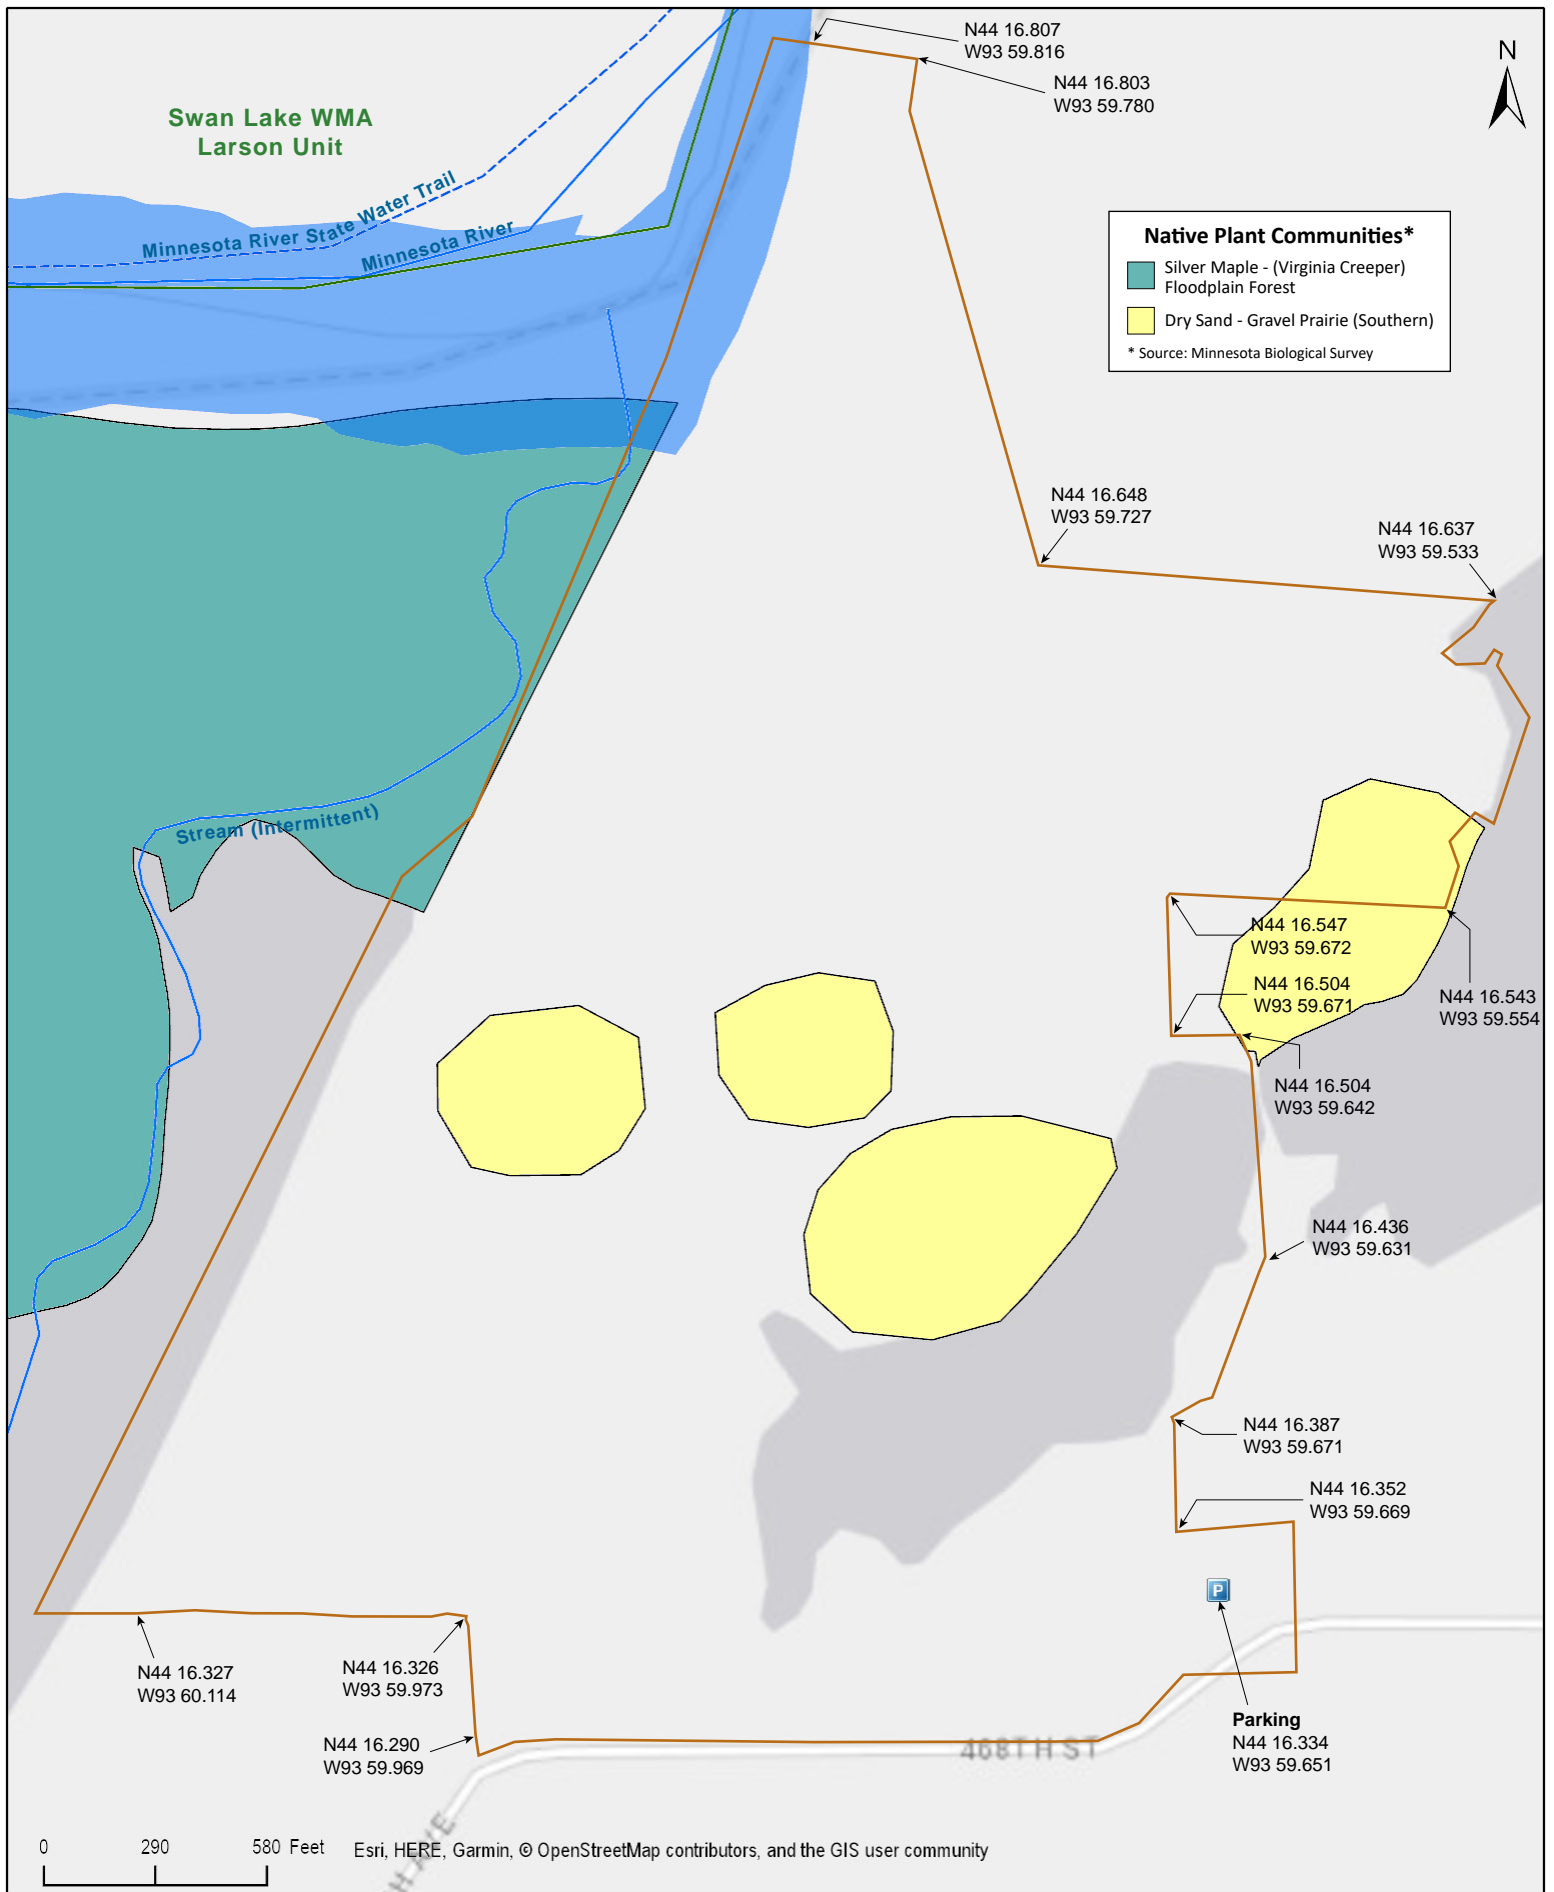 N44 16.807
W93 59.816
N44 16.803
W93 59.780
N
Swan Lake WMA
Larson Unit
Minnesota River State Water Trail
Minnesota River
Native Plant Communities*
Silver Maple - (Virginia Creeper)
Floodplain Forest
Dry Sand - Gravel Prairie (Southern)
* Source: Minnesota Biological Survey
N44 16.648
W93 59.727
N44 16.637
W93 59.533
Stream (Intermittent)
N44 16.547
W93 59.672
N44 16.504
W93 59.671
N44 16.543
W93 59.554
N44 16.504
W93 59.642
N44 16.436
W93 59.631
N44 16.387
W93 59.671
N44 16.352
W93 59.669
P
N44 16.327
W93 60.114
N44 16.326
W93 59.973
N44 16.290
W93 59.969
Parking
N44 16.334
W93 59.651
468TH ST
H AVE
0 290 580 Feet
Esri, HERE, Garmin, © OpenStreetMap contributors, and the GIS user community